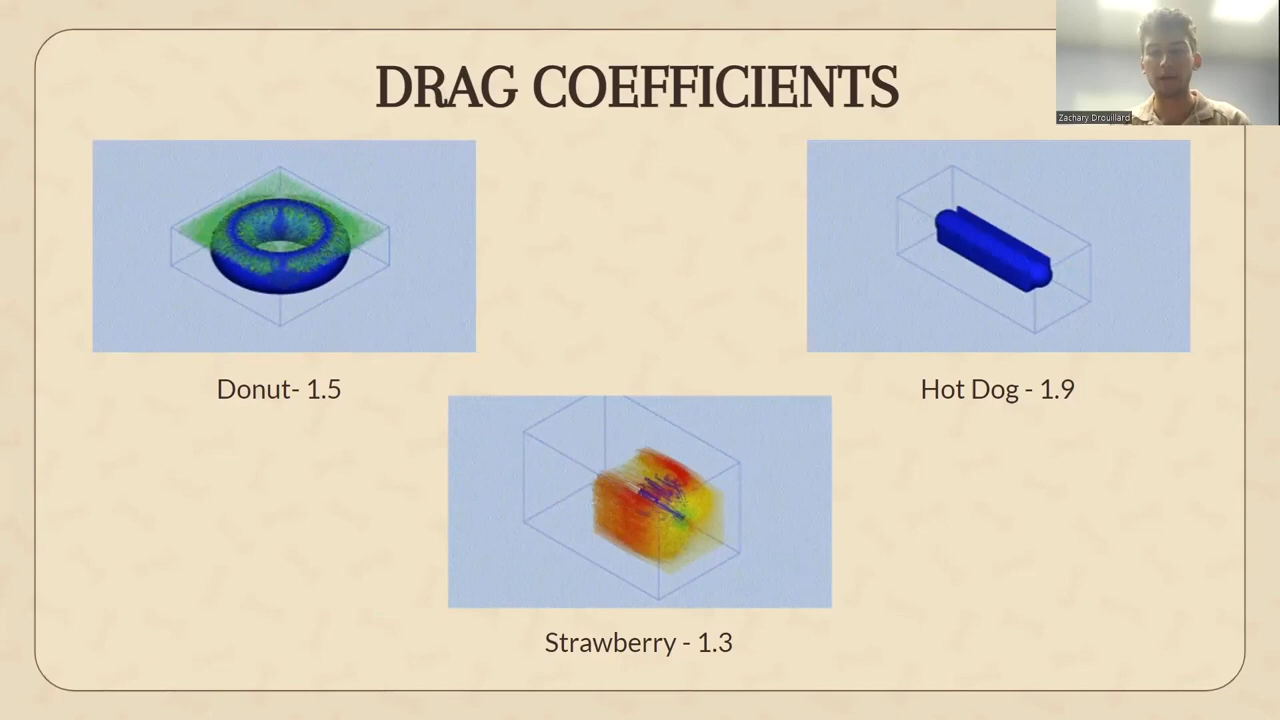 DRAG COEFFICIENTS
Zachary Drouillard
Donut- 1.5
Hot Dog - 1.9
Strawberry - 1.3